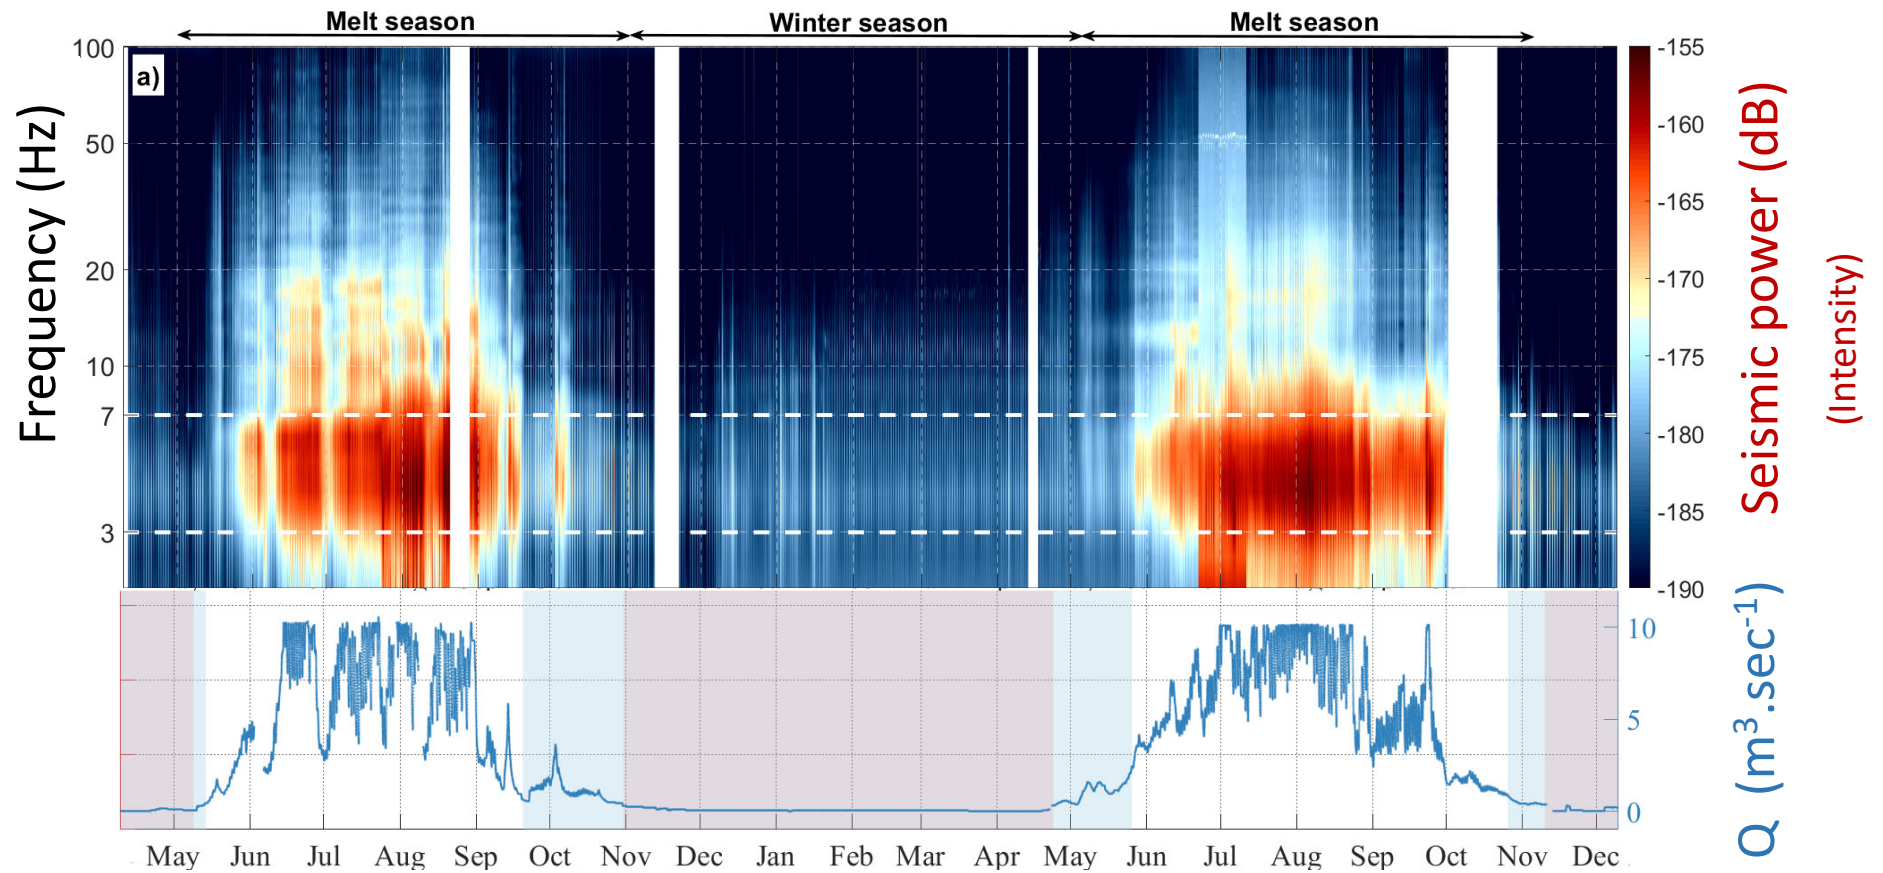 Melt season Winter season Melt season
a)
Frequency (Hz)
100
50
20
10
7
3
-155
-160
-165
-170
-175
-180
-185
-190
Seismic power (dB)
(Intensity)
10
5
0
Q (m³.sec⁻¹)
May Jun Jul Aug Sep Oct Nov Dec Jan Feb Mar Apr May Jun Jul Aug Sep Oct Nov Dec